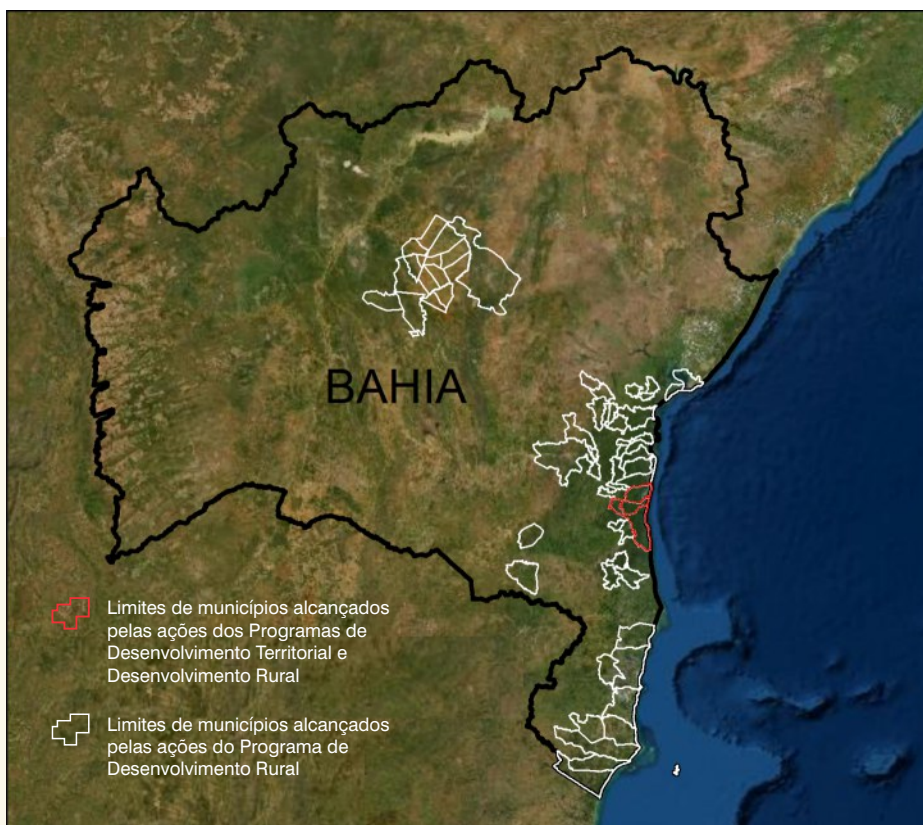 BAHIA
Limites de municípios alcançados
pelas ações dos Programas de
Desenvolvimento Territorial e
Desenvolvimento Rural
Limites de municípios alcançados
pelas ações do Programa de
Desenvolvimento Rural